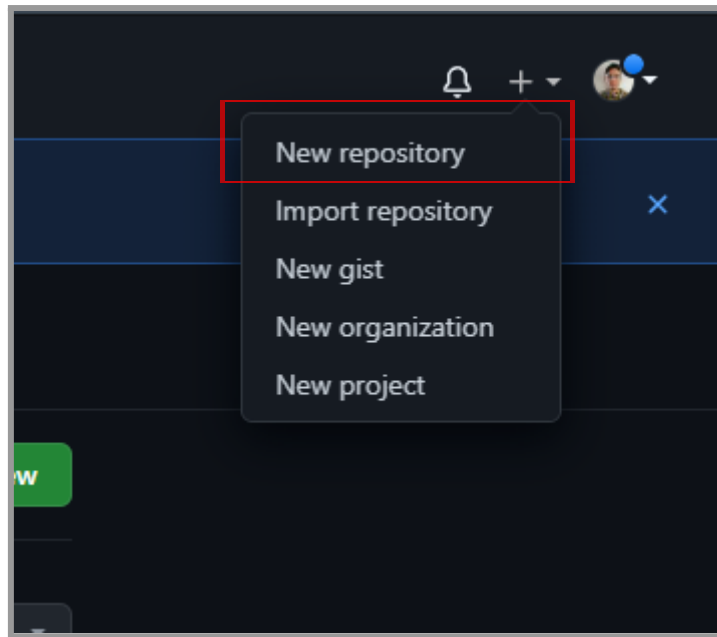 New repository
Import repository
New gist
New organization
New project